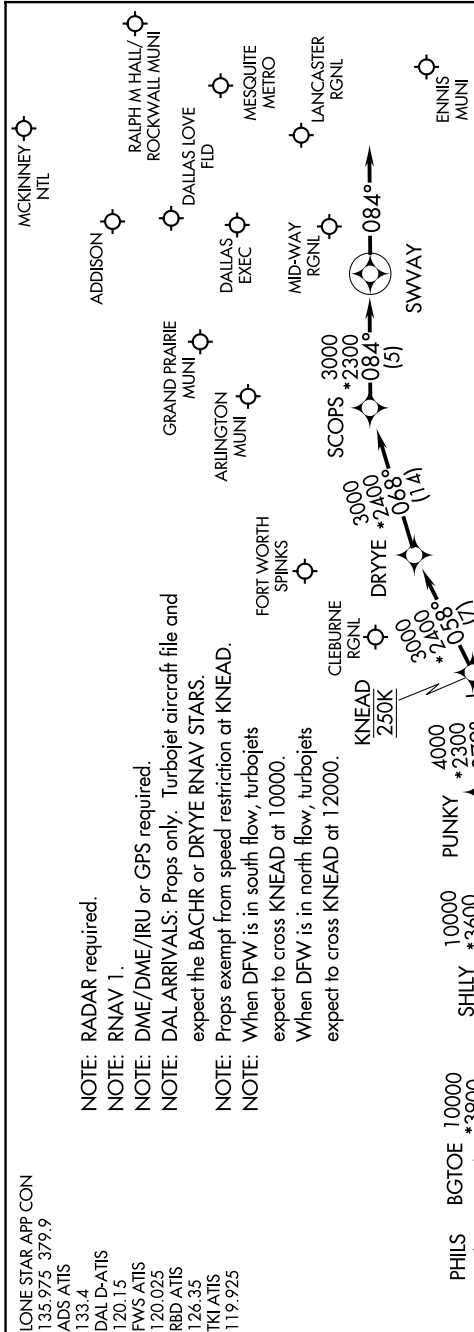 LONE STAR APP CON
135.975 379.9
ADS ATIS
133.4
DAL D-ATIS
120.15
FWS ATIS
120.025
RBD ATIS
126.35
TKI ATIS
119.925
NOTE: RADAR required.
NOTE: RNAV 1.
NOTE: DME/DME/IRU or GPS required.
NOTE: DAL ARRIVALS: Props only. Turbojet aircraft file and
expect the BACHR or DRYYE RNAV STARS.
NOTE: Props exempt from speed restriction at KNEAD.
NOTE: When DFW is in south flow, turbojets
expect to cross KNEAD at 10000.
When DFW is in north flow, turbojets
expect to cross KNEAD at 12000.
MCKINNEY
NTL
RALPH M HALL/
ROCKWALL MUNI
ADDISON
DALLAS LOVE
FLD
MESQUITE
METRO
GRAND PRAIRIE
MUNI
DALLAS
EXEC
LANCASTER
RGNL
ARLINGTON
MUNI
MID-WAY
RGNL
FORT WORTH
SPINKS
CLEBURNE
RGNL
ENNIS
MUNI
KNEAD
250K
3000
*2400
058°
(7)
DRYYE
3000
*2400
068°
(14)
SCOPS
3000
*2300
084°
(5)
SWVAY
084°
PHILS
BGTOE
10000
*3900
SHLLY
10000
*3600
PUNKY
4000
*2300